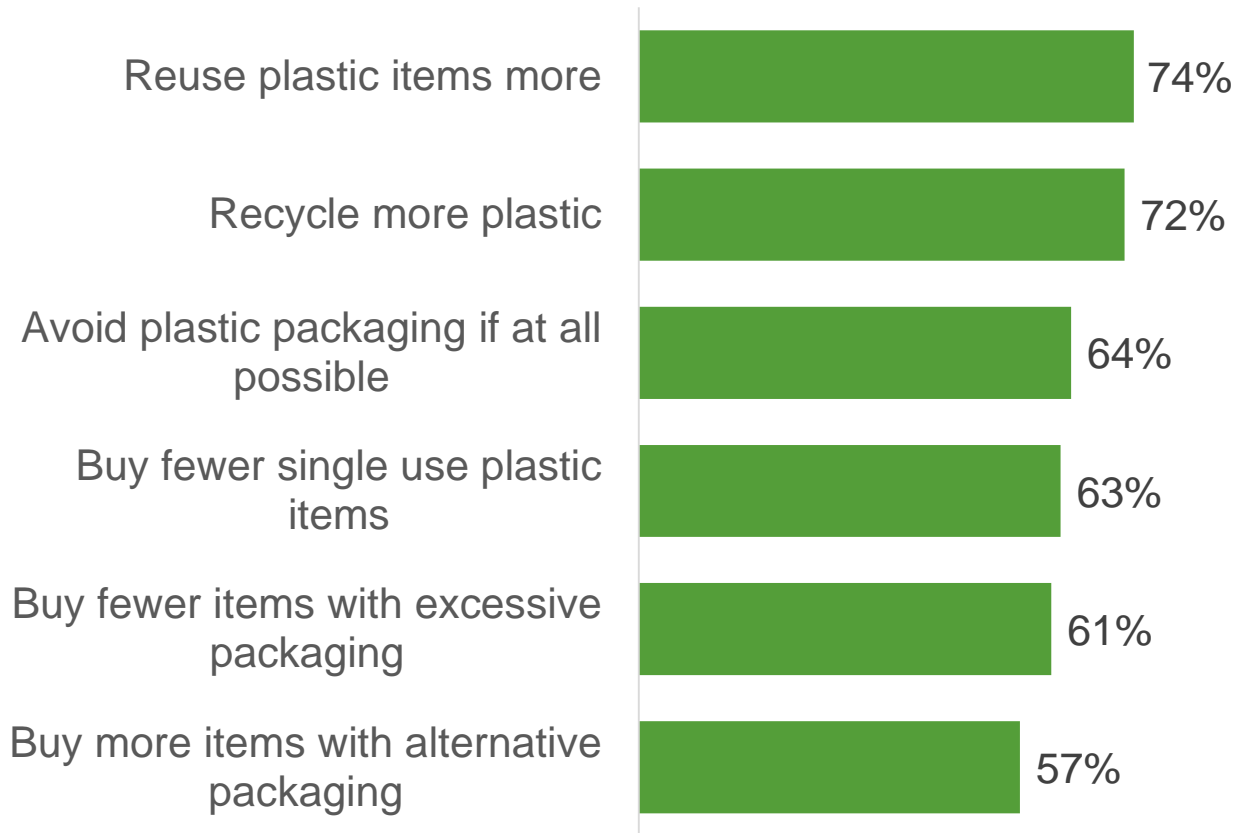 Reuse plastic items more
74%
Recycle more plastic
72%
Avoid plastic packaging if at all
possible
64%
Buy fewer single use plastic
items
63%
Buy fewer items with excessive
packaging
61%
Buy more items with alternative
packaging
57%